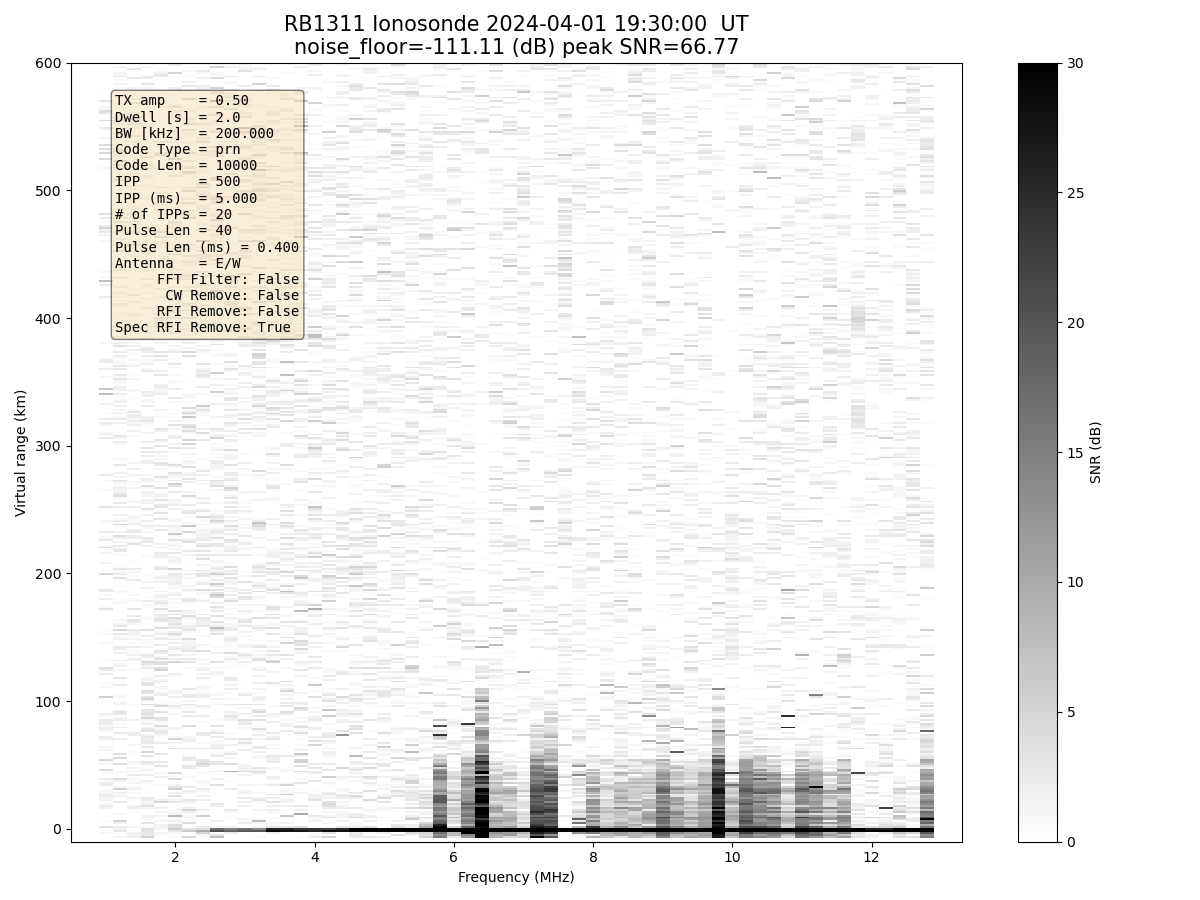 RB1311 Ionosonde 2024-04-01 19:30:00  UT
noise_floor=-111.11 (dB) peak SNR=66.77
TX amp    = 0.50
Dwell [s] = 2.0
BW [kHz]  = 200.000
Code Type = prn
Code Len  = 10000
IPP       = 500
IPP (ms)  = 5.000
# of IPPs = 20
Pulse Len = 40
Pulse Len (ms) = 0.400
Antenna   = E/W
FFT Filter: False
CW Remove: False
RFI Remove: False
Spec RFI Remove: True
600
500
400
300
200
100
0
Virtual range (km)
2 4 6 8 10 12
Frequency (MHz)
30
25
20
15
10
5
0
SNR (dB)